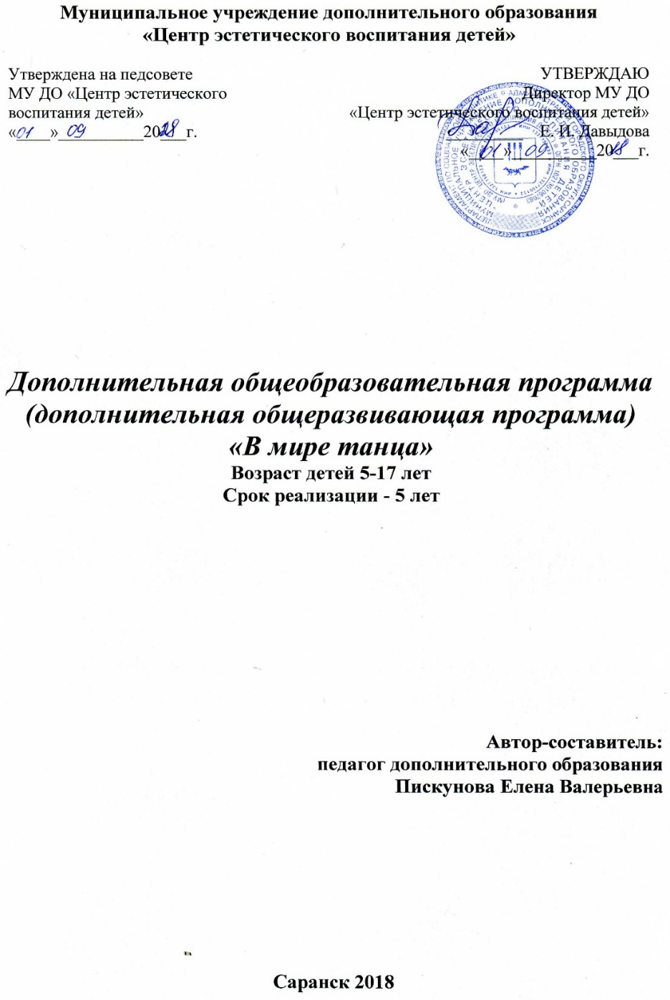 Муниципальное учреждение дополнительного образования
«Центр эстетического воспитания детей»
Утверждена на педсовете
МУ ДО «Центр эстетического
воспитания детей»
«01» 09 2018 г.
УТВЕРЖДАЮ
Директор МУ ДО
«Центр эстетического воспитания детей»
Е. И. Давыдова
«01» 09 2018 г.
Дополнительная общеобразовательная программа
(дополнительная общеразвивающая программа)
«В мире танца»
Возраст детей 5-17 лет
Срок реализации - 5 лет
Автор-составитель:
педагог дополнительного образования
Пискунова Елена Валерьевна
Саранск 2018